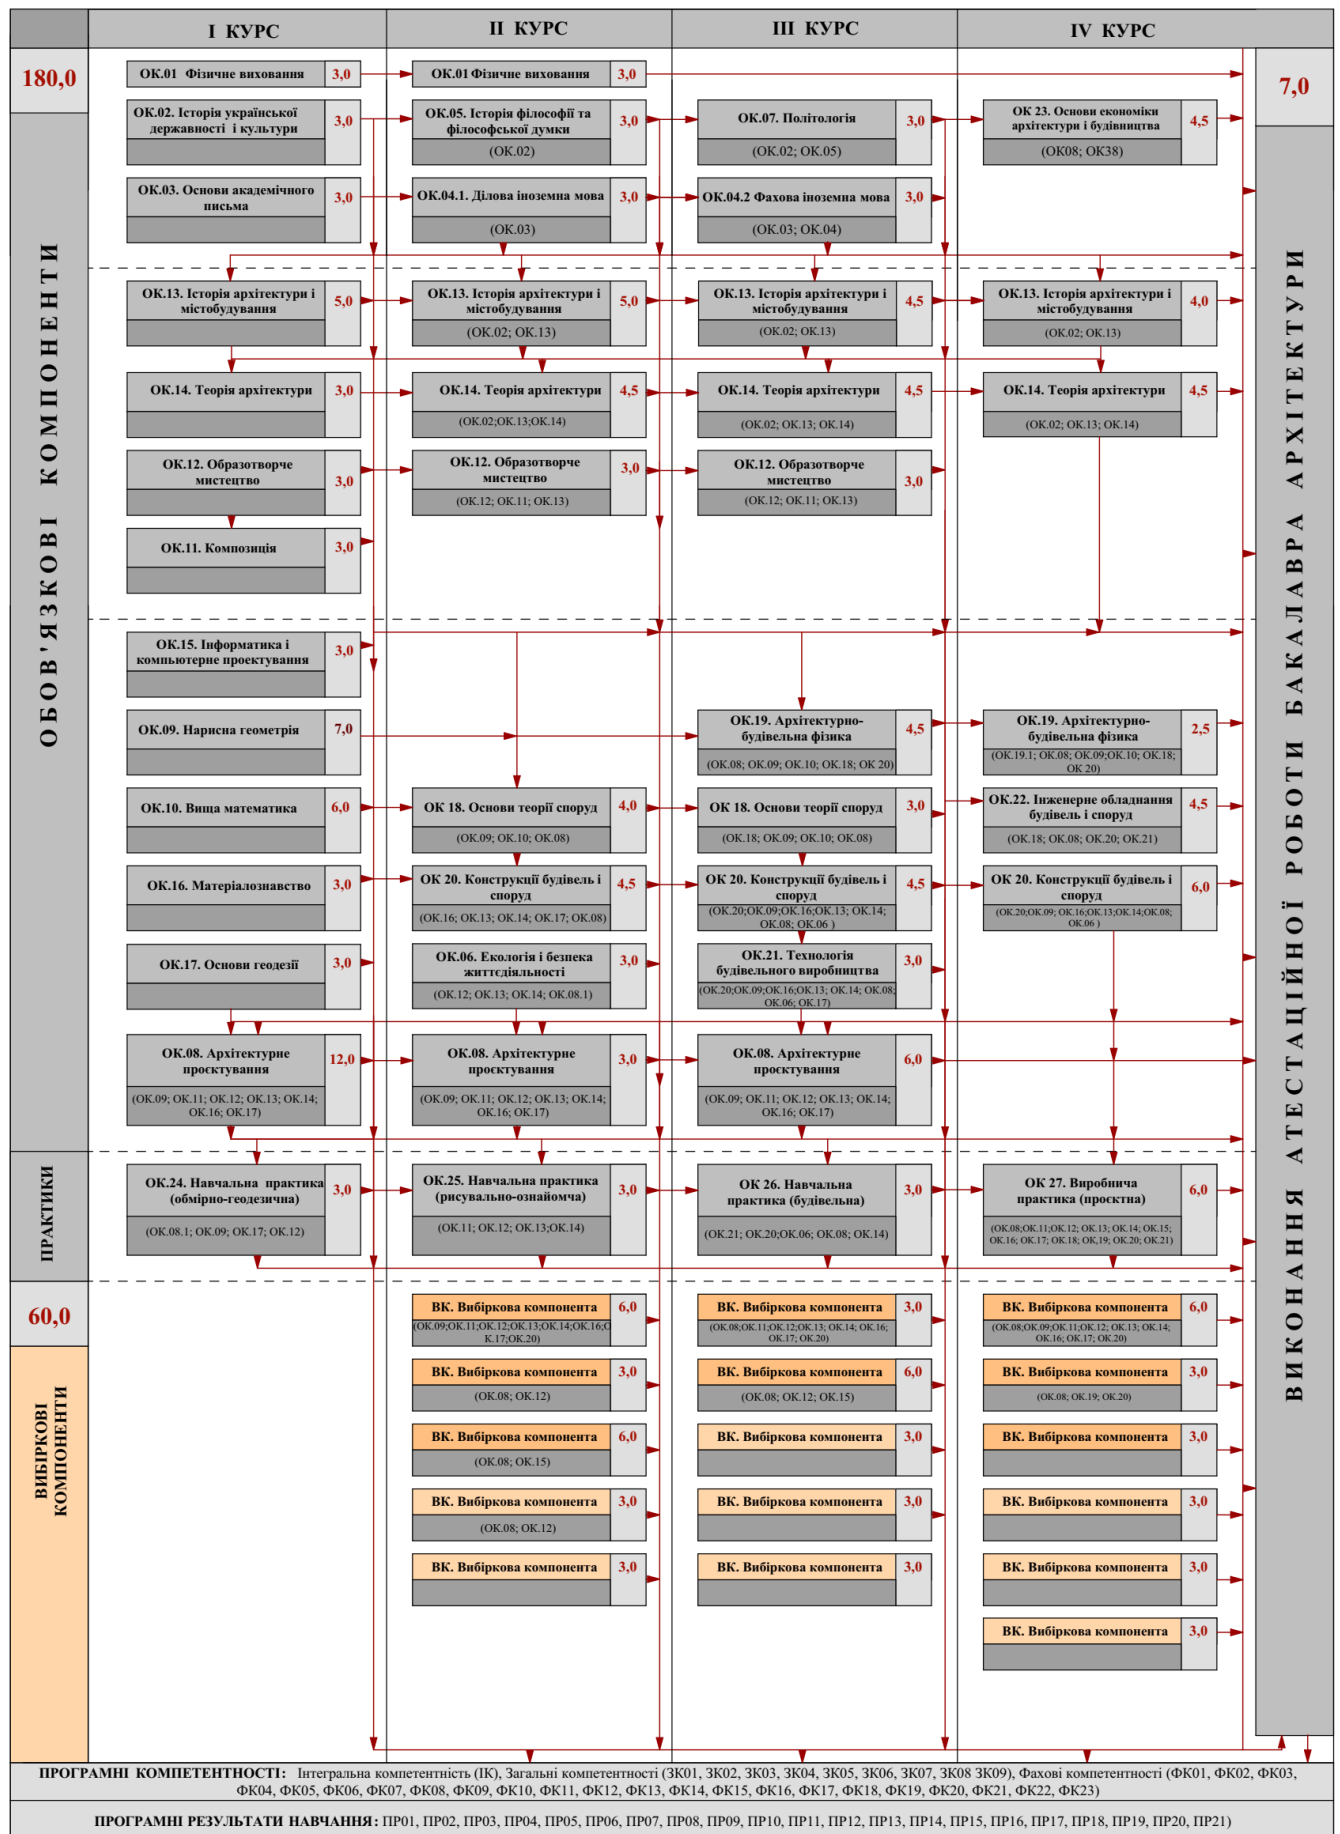 І КУРС
ІІ КУРС
ІІІ КУРС
IV КУРС
180,0
ОБОВ'ЯЗКОВІ КОМПОНЕНТИ
ОК.01 Фізичне виховання
3,0
ОК.01 Фізичне виховання
3,0
7,0
ВИКОНАННЯ АТЕСТАЦІЙНОЇ РОБОТИ БАКАЛАВРА АРХІТЕКТУРИ
ОК.02. Історія української
державності і культури
3,0
ОК.05. Історія філософії та
філософської думки
3,0
(ОК.02)
ОК.07. Політологія
3,0
(ОК.02; ОК.05)
ОК 23. Основи економіки
архітектури і будівництва
4,5
(ОК08; ОК38)
ОК.03. Основи академічного
письма
3,0
ОК.04.1. Ділова іноземна мова
3,0
(ОК.03)
ОК.04.2 Фахова іноземна мова
3,0
(ОК.03; ОК.04)
ОК.13. Історія архітектури і
містобудування
5,0
ОК.13. Історія архітектури і
містобудування
5,0
(ОК.02; ОК.13)
ОК.13. Історія архітектури і
містобудування
4,5
(ОК.02; ОК.13)
ОК.13. Історія архітектури і
містобудування
4,0
(ОК.02; ОК.13)
ОК.14. Теорія архітектури
3,0
ОК.14. Теорія архітектури
4,5
(ОК.02;ОК.13;ОК.14)
ОК.14. Теорія архітектури
4,5
(ОК.02; ОК.13; ОК.14)
ОК.14. Теорія архітектури
4,5
(ОК.02; ОК.13; ОК.14)
ОК.12. Образотворче
мистецтво
3,0
ОК.12. Образотворче
мистецтво
3,0
(ОК.12; ОК.11; ОК.13)
ОК.12. Образотворче
мистецтво
3,0
(ОК.12; ОК.11; ОК.13)
ОК.11. Композиція
3,0
ОК.15. Інформатика і
компьютерне проектування
3,0
ОК.09. Нарисна геометрія
7,0
ОК.19. Архітектурно-
будівельна фізика
4,5
(ОК.08; ОК.09; ОК.10; ОК.18; ОК 20)
ОК.19. Архітектурно-
будівельна фізика
2,5
(ОК.19.1; ОК.08; ОК.09;ОК.10; ОК.18;
ОК 20)
ОК.10. Вища математика
6,0
ОК 18. Основи теорії споруд
4,0
(ОК.09; ОК.10; ОК.08)
ОК 18. Основи теорії споруд
3,0
(ОК.18; ОК.09; ОК.10; ОК.08)
ОК.22. Інженерне обладнання
будівель і споруд
4,5
(ОК.18; ОК.08; ОК.20; ОК.21)
ОК.16. Матеріалознавство
3,0
ОК 20. Конструкції будівель і
споруд
4,5
(ОК.16; ОК.13; ОК.14; ОК.17; ОК.08)
ОК 20. Конструкції будівель і
споруд
4,5
(ОК.20;ОК.09;ОК.16;ОК.13; ОК.14;
ОК.08; ОК.06 )
ОК 20. Конструкції будівель і
споруд
6,0
(ОК.20;ОК.09; ОК.16;ОК.13;ОК.14;ОК.08;
ОК.06 )
ОК.17. Основи геодезії
3,0
ОК.06. Екологія і безпека
життєдіяльності
3,0
(ОК.12; ОК.13; ОК.14; ОК.08.1)
ОК.21. Технологія
будівельного виробництва
3,0
(ОК.20;ОК.09;ОК.16;ОК.13; ОК.14; ОК.08;
ОК.06; ОК.17)
ОК.08. Архітектурне
проєктування
12,0
(ОК.09; ОК.11; ОК.12; ОК.13; ОК.14;
ОК.16; ОК.17)
ОК.08. Архітектурне
проєктування
3,0
(ОК.09; ОК.11; ОК.12; ОК.13; ОК.14;
ОК.16; ОК.17)
ОК.08. Архітектурне
проєктування
6,0
(ОК.09; ОК.11; ОК.12; ОК.13; ОК.14;
ОК.16; ОК.17)
ПРАКТИКИ
ОК.24. Навчальна практика
(обмірно-геодезична)
3,0
(ОК.08.1; ОК.09; ОК.17; ОК.12)
ОК.25. Навчальна практика
(рисувально-ознайомча)
3,0
(ОК.11; ОК.12; ОК.13;ОК.14)
ОК 26. Навчальна
практика (будівельна)
3,0
(ОК.21; ОК.20;ОК.06; ОК.08; ОК.14)
ОК 27. Виробнича
практика (проєктна)
6,0
(ОК.08;ОК.11;ОК.12; ОК.13; ОК.14; ОК.15;
ОК.16; ОК.17; ОК.18; ОК,19; ОК.20; ОК.21)
60,0
ВИБІРКОВІ
КОМПОНЕНТИ
ВК. Вибіркова компонента
6,0
(ОК.09;ОК.11;ОК.12;ОК.13;ОК.14;ОК.16;О
К.17;ОК.20)
ВК. Вибіркова компонента
3,0
(ОК.08;ОК.11;ОК.12;ОК.13; ОК.14; ОК.16;
ОК.17; ОК.20)
ВК. Вибіркова компонента
6,0
(ОК.08;ОК.09;ОК.11;ОК.12; ОК.13; ОК.14;
ОК.16; ОК.17; ОК.20)
ВК. Вибіркова компонента
3,0
(ОК.08; ОК.12)
ВК. Вибіркова компонента
6,0
(ОК.08; ОК.12; ОК.15)
ВК. Вибіркова компонента
3,0
(ОК.08; ОК.19; ОК.20)
ВК. Вибіркова компонента
6,0
(ОК.08; ОК.15)
ВК. Вибіркова компонента
3,0
ВК. Вибіркова компонента
3,0
ВК. Вибіркова компонента
3,0
(ОК.08; ОК.12)
ВК. Вибіркова компонента
3,0
ВК. Вибіркова компонента
3,0
ВК. Вибіркова компонента
3,0
ВК. Вибіркова компонента
3,0
ВК. Вибіркова компонента
3,0
ВК. Вибіркова компонента
3,0
ПРОГРАМНІ КОМПЕТЕНТНОСТІ: Інтегральна компетентність (ІК), Загальні компетентності (ЗК01, ЗК02, ЗК03, ЗК04, ЗК05, ЗК06, ЗК07, ЗК08 ЗК09), Фахові компетентності (ФК01, ФК02, ФК03,
ФК04, ФК05, ФК06, ФК07, ФК08, ФК09, ФК10, ФК11, ФК12, ФК13, ФК14, ФК15, ФК16, ФК17, ФК18, ФК19, ФК20, ФК21, ФК22, ФК23)
ПРОГРАМНІ РЕЗУЛЬТАТИ НАВЧАННЯ: ПР01, ПР02, ПР03, ПР04, ПР05, ПР06, ПР07, ПР08, ПР09, ПР10, ПР11, ПР12, ПР13, ПР14, ПР15, ПР16, ПР17, ПР18, ПР19, ПР20, ПР21)